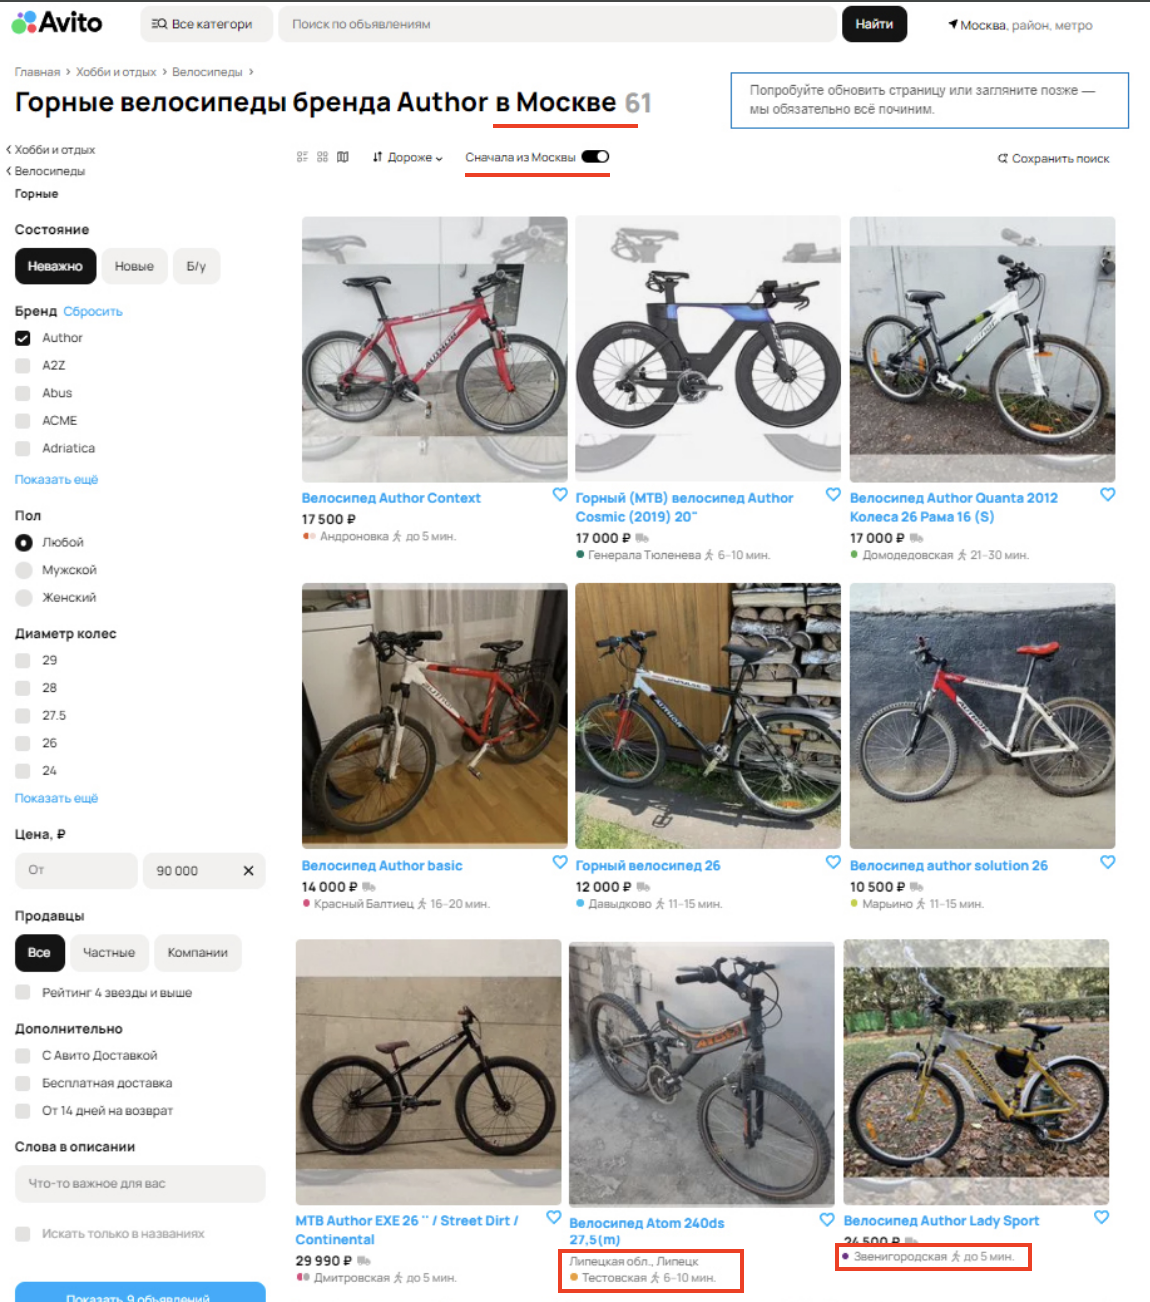 Avito
Все категори
Поиск по объявлениям
Найти
Москва, район, метро
Главная > Хобби и отдых > Велосипеды >
Горные велосипеды бренда Author в Москве 61
Попробуйте обновить страницу или загляните позже —
мы обязательно всё починим.
Хобби и отдых
Велосипеды
Горные
Дороже
Сначала из Москвы
Сохранить поиск
Состояние
Неважно
Новые
Б/у
Бренд Сбросить
Author
A2Z
Abus
ACME
Adriatica
Показать ещё
Пол
Любой
Мужской
Женский
Диаметр колес
29
28
27.5
26
24
Показать ещё
Цена, ₽
От
90 000
Продавцы
Все
Частные
Компании
Рейтинг 4 звезды и выше
Дополнительно
С Авито Доставкой
Бесплатная доставка
От 14 дней на возврат
Слова в описании
Что-то важное для вас
Искать только в названиях
Показать 9 объявлений
Велосипед Author Context
17 500 ₽
Андроновка до 5 мин.
Горный (MTB) велосипед Author
Cosmic (2019) 20"
17 000 ₽
Генерала Тюленева 6–10 мин.
Велосипед Author Quanta 2012
Колеса 26 Рама 16 (S)
17 000 ₽
Домодедовская 21–30 мин.
Велосипед Author basic
14 000 ₽
Красный Балтиец 16–20 мин.
Горный велосипед 26
12 000 ₽
Давыдково 11–15 мин.
Велосипед author solution 26
10 500 ₽
Марьино 11–15 мин.
MTB Author EXE 26 '' / Street Dirt /
Continental
29 990 ₽
Дмитровская до 5 мин.
Велосипед Atom 240ds
27,5(m)
Липецкая обл., Липецк
Тестовская 6–10 мин.
Велосипед Author Lady Sport
24 500 ₽
Звенигородская до 5 мин.